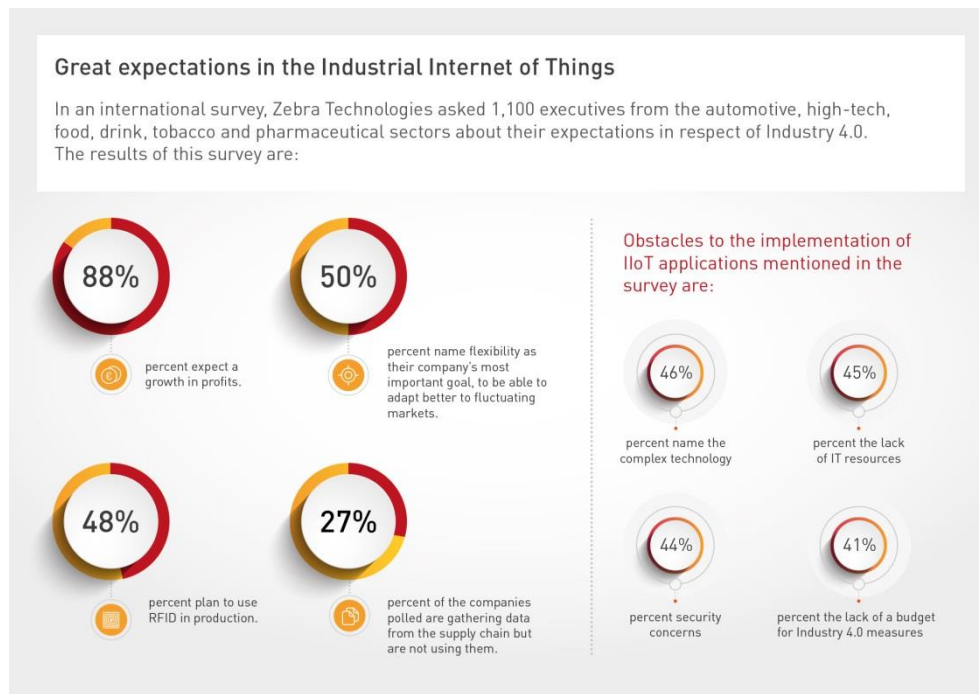 Great expectations in the Industrial Internet of Things
In an international survey, Zebra Technologies asked 1,100 executives from the automotive, high-tech,
food, drink, tobacco and pharmaceutical sectors about their expectations in respect of Industry 4.0.
The results of this survey are:
88%
percent expect a
growth in profits.
50%
percent name flexibility as
their company's most
important goal, to be able to
adapt better to fluctuating
markets.
48%
percent plan to use
RFID in production.
27%
percent of the companies
polled are gathering data
from the supply chain but
are not using them.
Obstacles to the implementation of
IIoT applications mentioned in the
survey are:
46%
percent name the
complex technology
45%
percent the lack
of IT resources
44%
percent security
concerns
41%
percent the lack of a budget
for Industry 4.0 measures